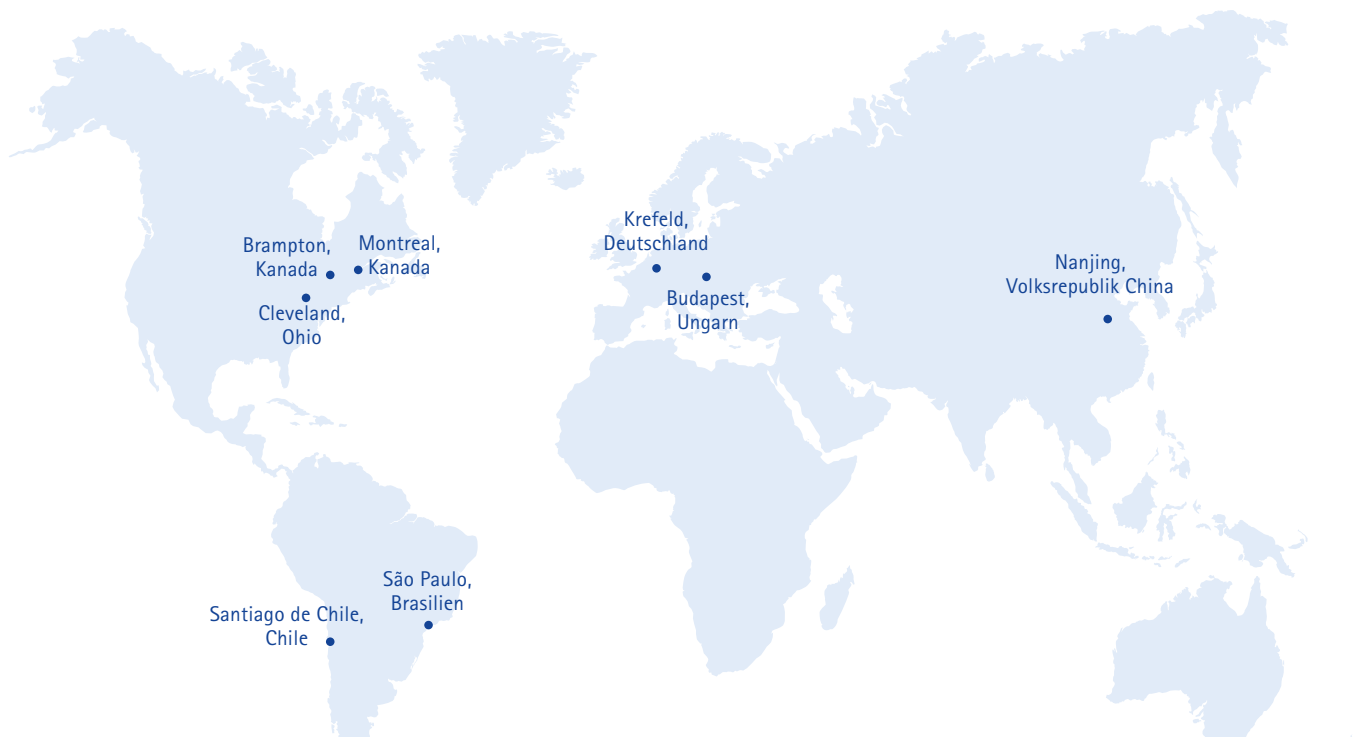 Brampton,
Kanada
Montreal,
Kanada
Cleveland,
Ohio
Krefeld,
Deutschland
Budapest,
Ungarn
Nanjing,
Volksrepublik China
São Paulo,
Brasilien
Santiago de Chile,
Chile